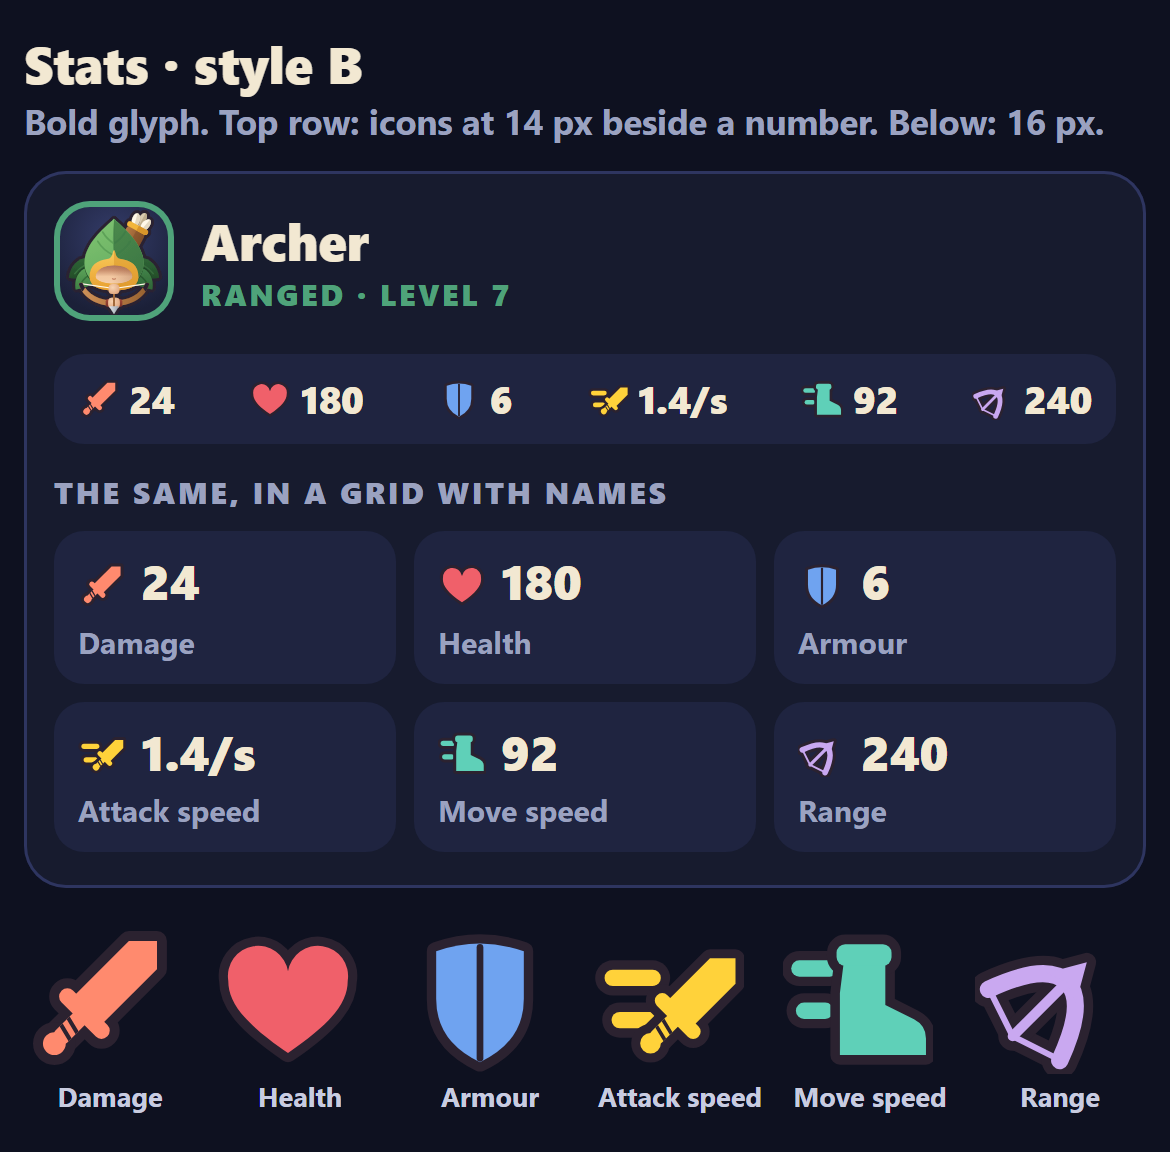 Stats · style B
Bold glyph. Top row: icons at 14 px beside a number. Below: 16 px.
Archer
RANGED · LEVEL 7
24 180 6 1.4/s 92 240
THE SAME, IN A GRID WITH NAMES
24
Damage
180
Health
6
Armour
1.4/s
Attack speed
92
Move speed
240
Range
Damage Health Armour Attack speed Move speed Range